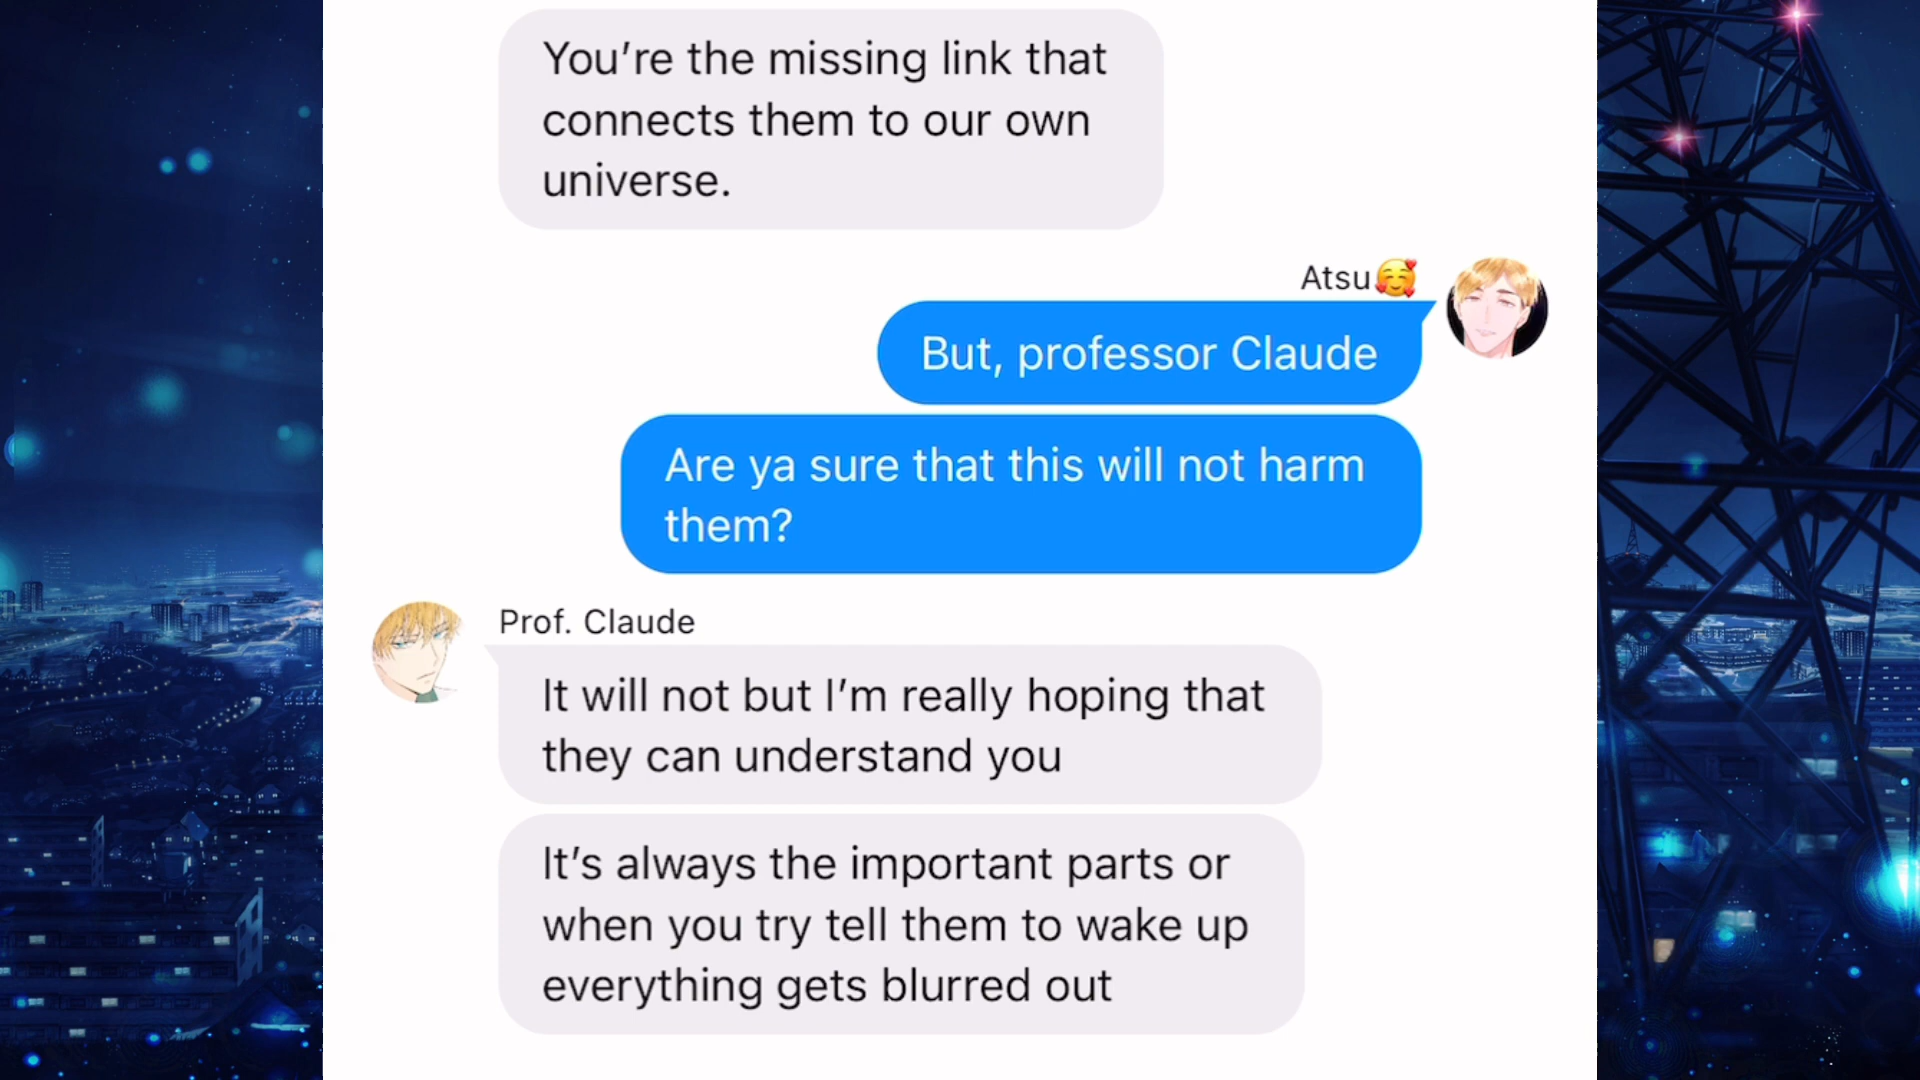 You’re the missing link that
connects them to our own
universe.
Atsu🥰
But, professor Claude
Are ya sure that this will not harm
them?
Prof. Claude
It will not but I’m really hoping that
they can understand you
It’s always the important parts or
when you try tell them to wake up
everything gets blurred out